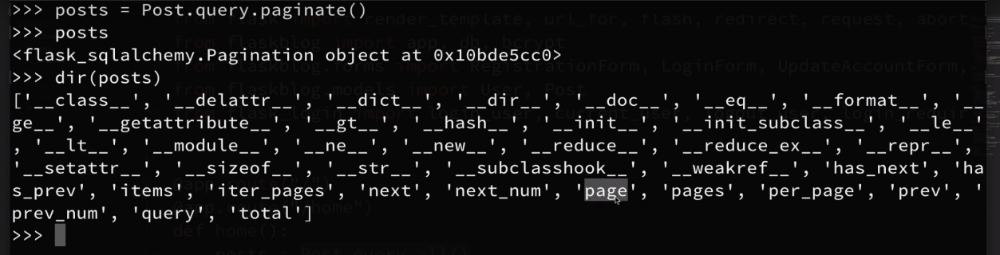 >>> posts = Post.query.paginate()
>>> posts
<flask_sqlalchemy.Pagination object at 0x10bde5cc0>
>>> dir(posts)
['__class__', '__delattr__', '__dict__', '__dir__', '__doc__', '__eq__', '__format__', '__
ge__', '__getattribute__', '__gt__', '__hash__', '__init__', '__init_subclass__', '__le__'
, '__lt__', '__module__', '__ne__', '__new__', '__reduce__', '__reduce_ex__', '__repr__',
'__setattr__', '__sizeof__', '__str__', '__subclasshook__', '__weakref__', 'has_next', 'ha
s_prev', 'items', 'iter_pages', 'next', 'next_num', 'page', 'pages', 'per_page', 'prev', '
prev_num', 'query', 'total']
>>>